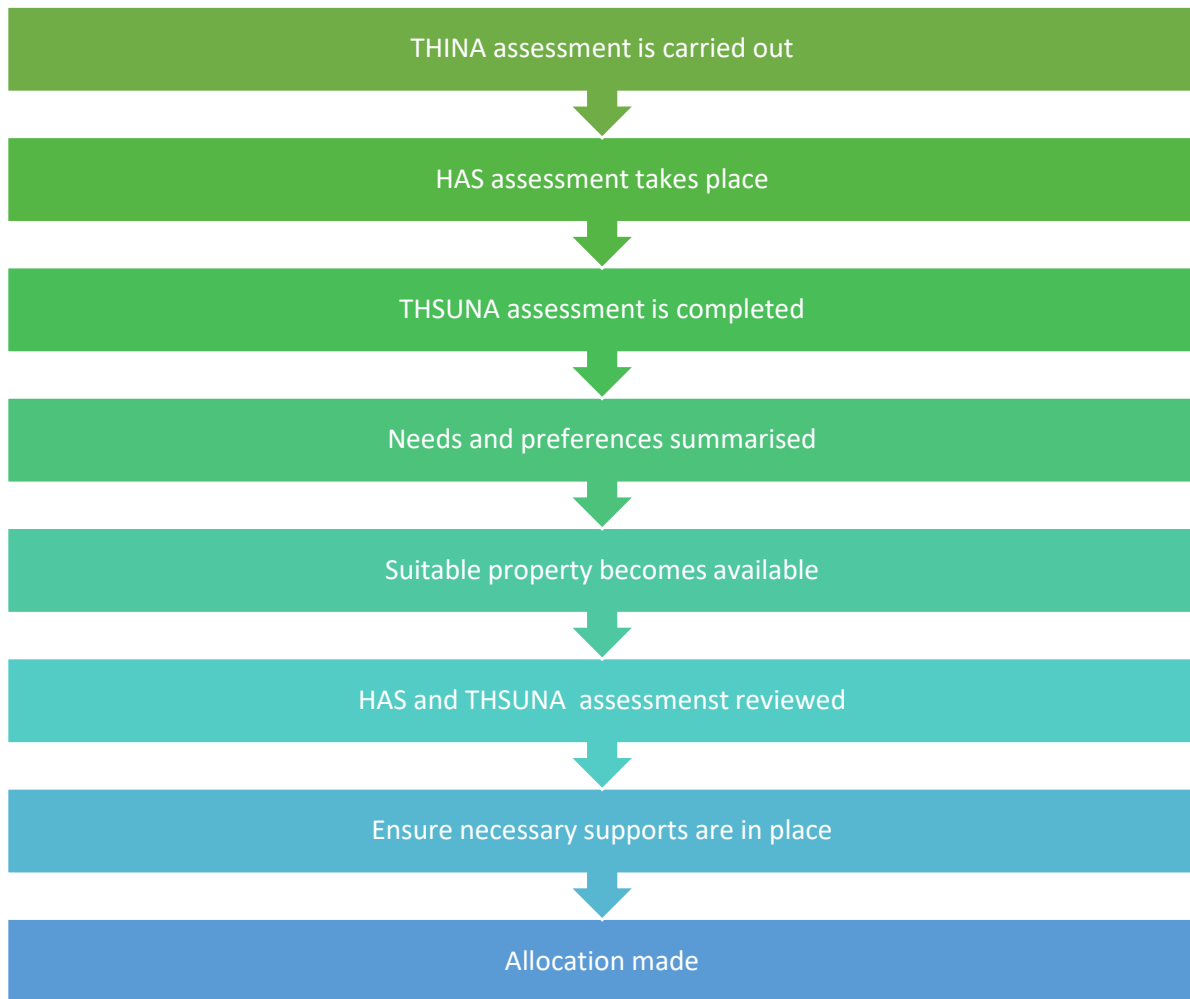 THINA assessment is carried out
HAS assessment takes place
THSUNA assessment is completed
Needs and preferences summarised
Suitable property becomes available
HAS and THSUNA  assessmenst reviewed
Ensure necessary supports are in place
Allocation made